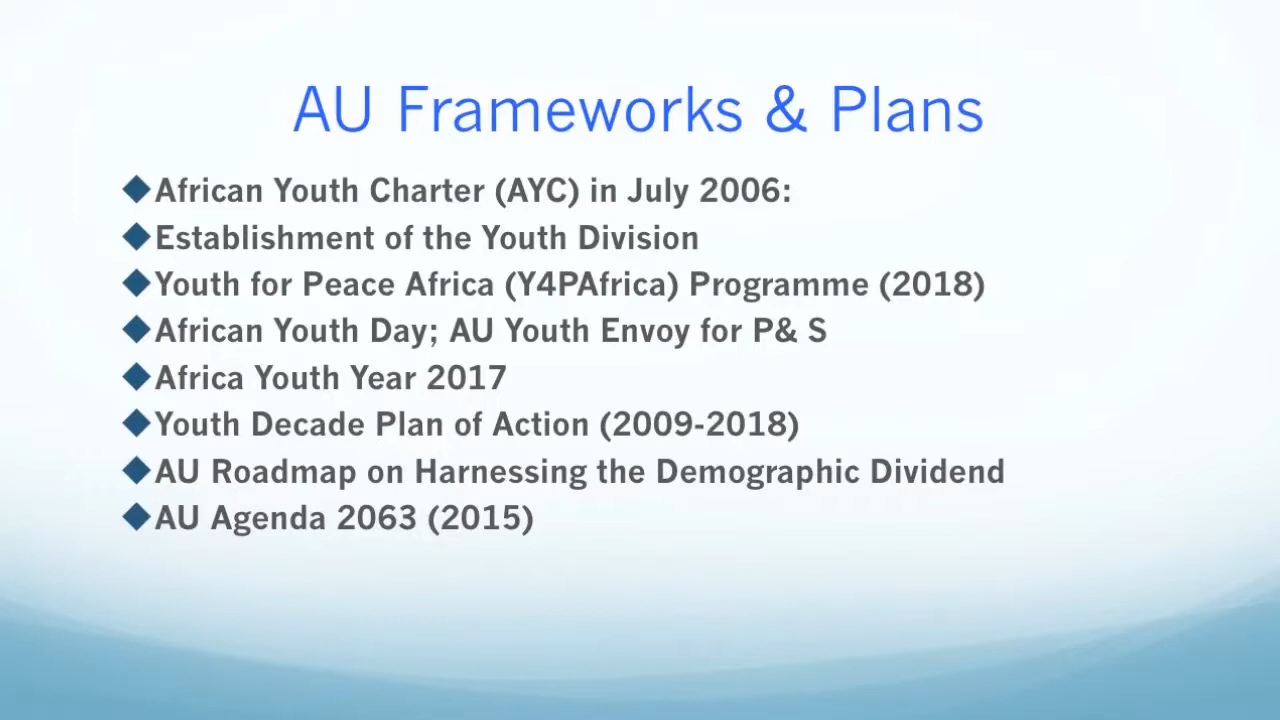 AU Frameworks & Plans
African Youth Charter (AYC) in July 2006:
Establishment of the Youth Division
Youth for Peace Africa (Y4PAfrica) Programme (2018)
African Youth Day; AU Youth Envoy for P& S
Africa Youth Year 2017
Youth Decade Plan of Action (2009-2018)
AU Roadmap on Harnessing the Demographic Dividend
AU Agenda 2063 (2015)